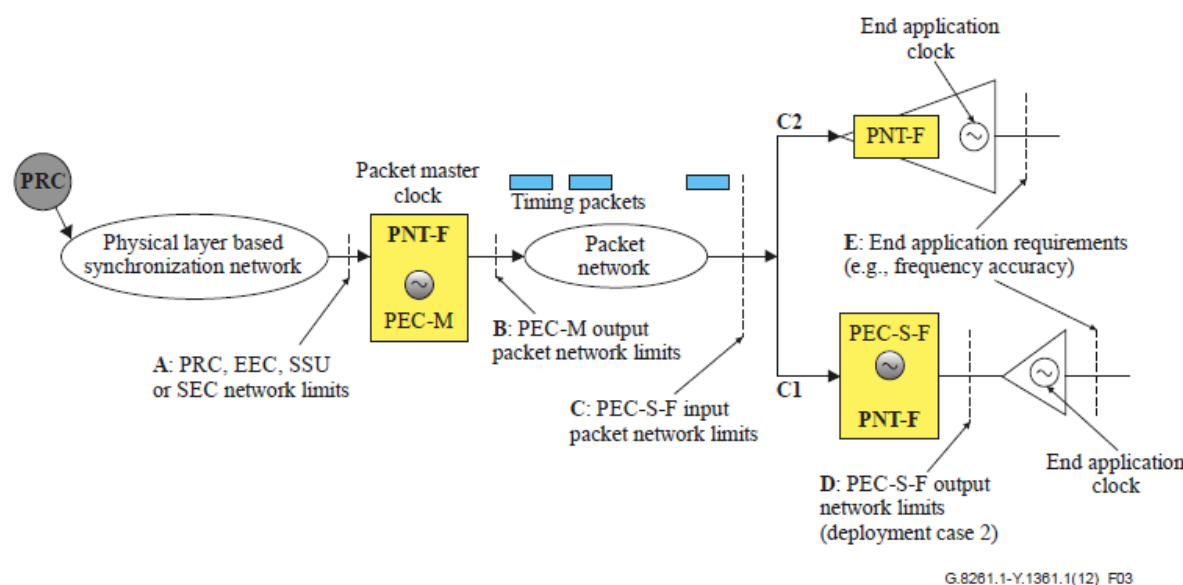 PRC
Physical layer based
synchronization network
A: PRC, EEC, SSU
or SEC network limits
Packet master
clock
PNT-F
PEC-M
B: PEC-M output
packet network limits
Timing packets
Packet
network
C: PEC-S-F input
packet network limits
C2
PNT-F
End application
clock
E: End application requirements
(e.g., frequency accuracy)
C1
PEC-S-F
PNT-F
D: PEC-S-F output
network limits
(deployment case 2)
End application
clock
G.8261.1-Y.1361.1(12)_F03